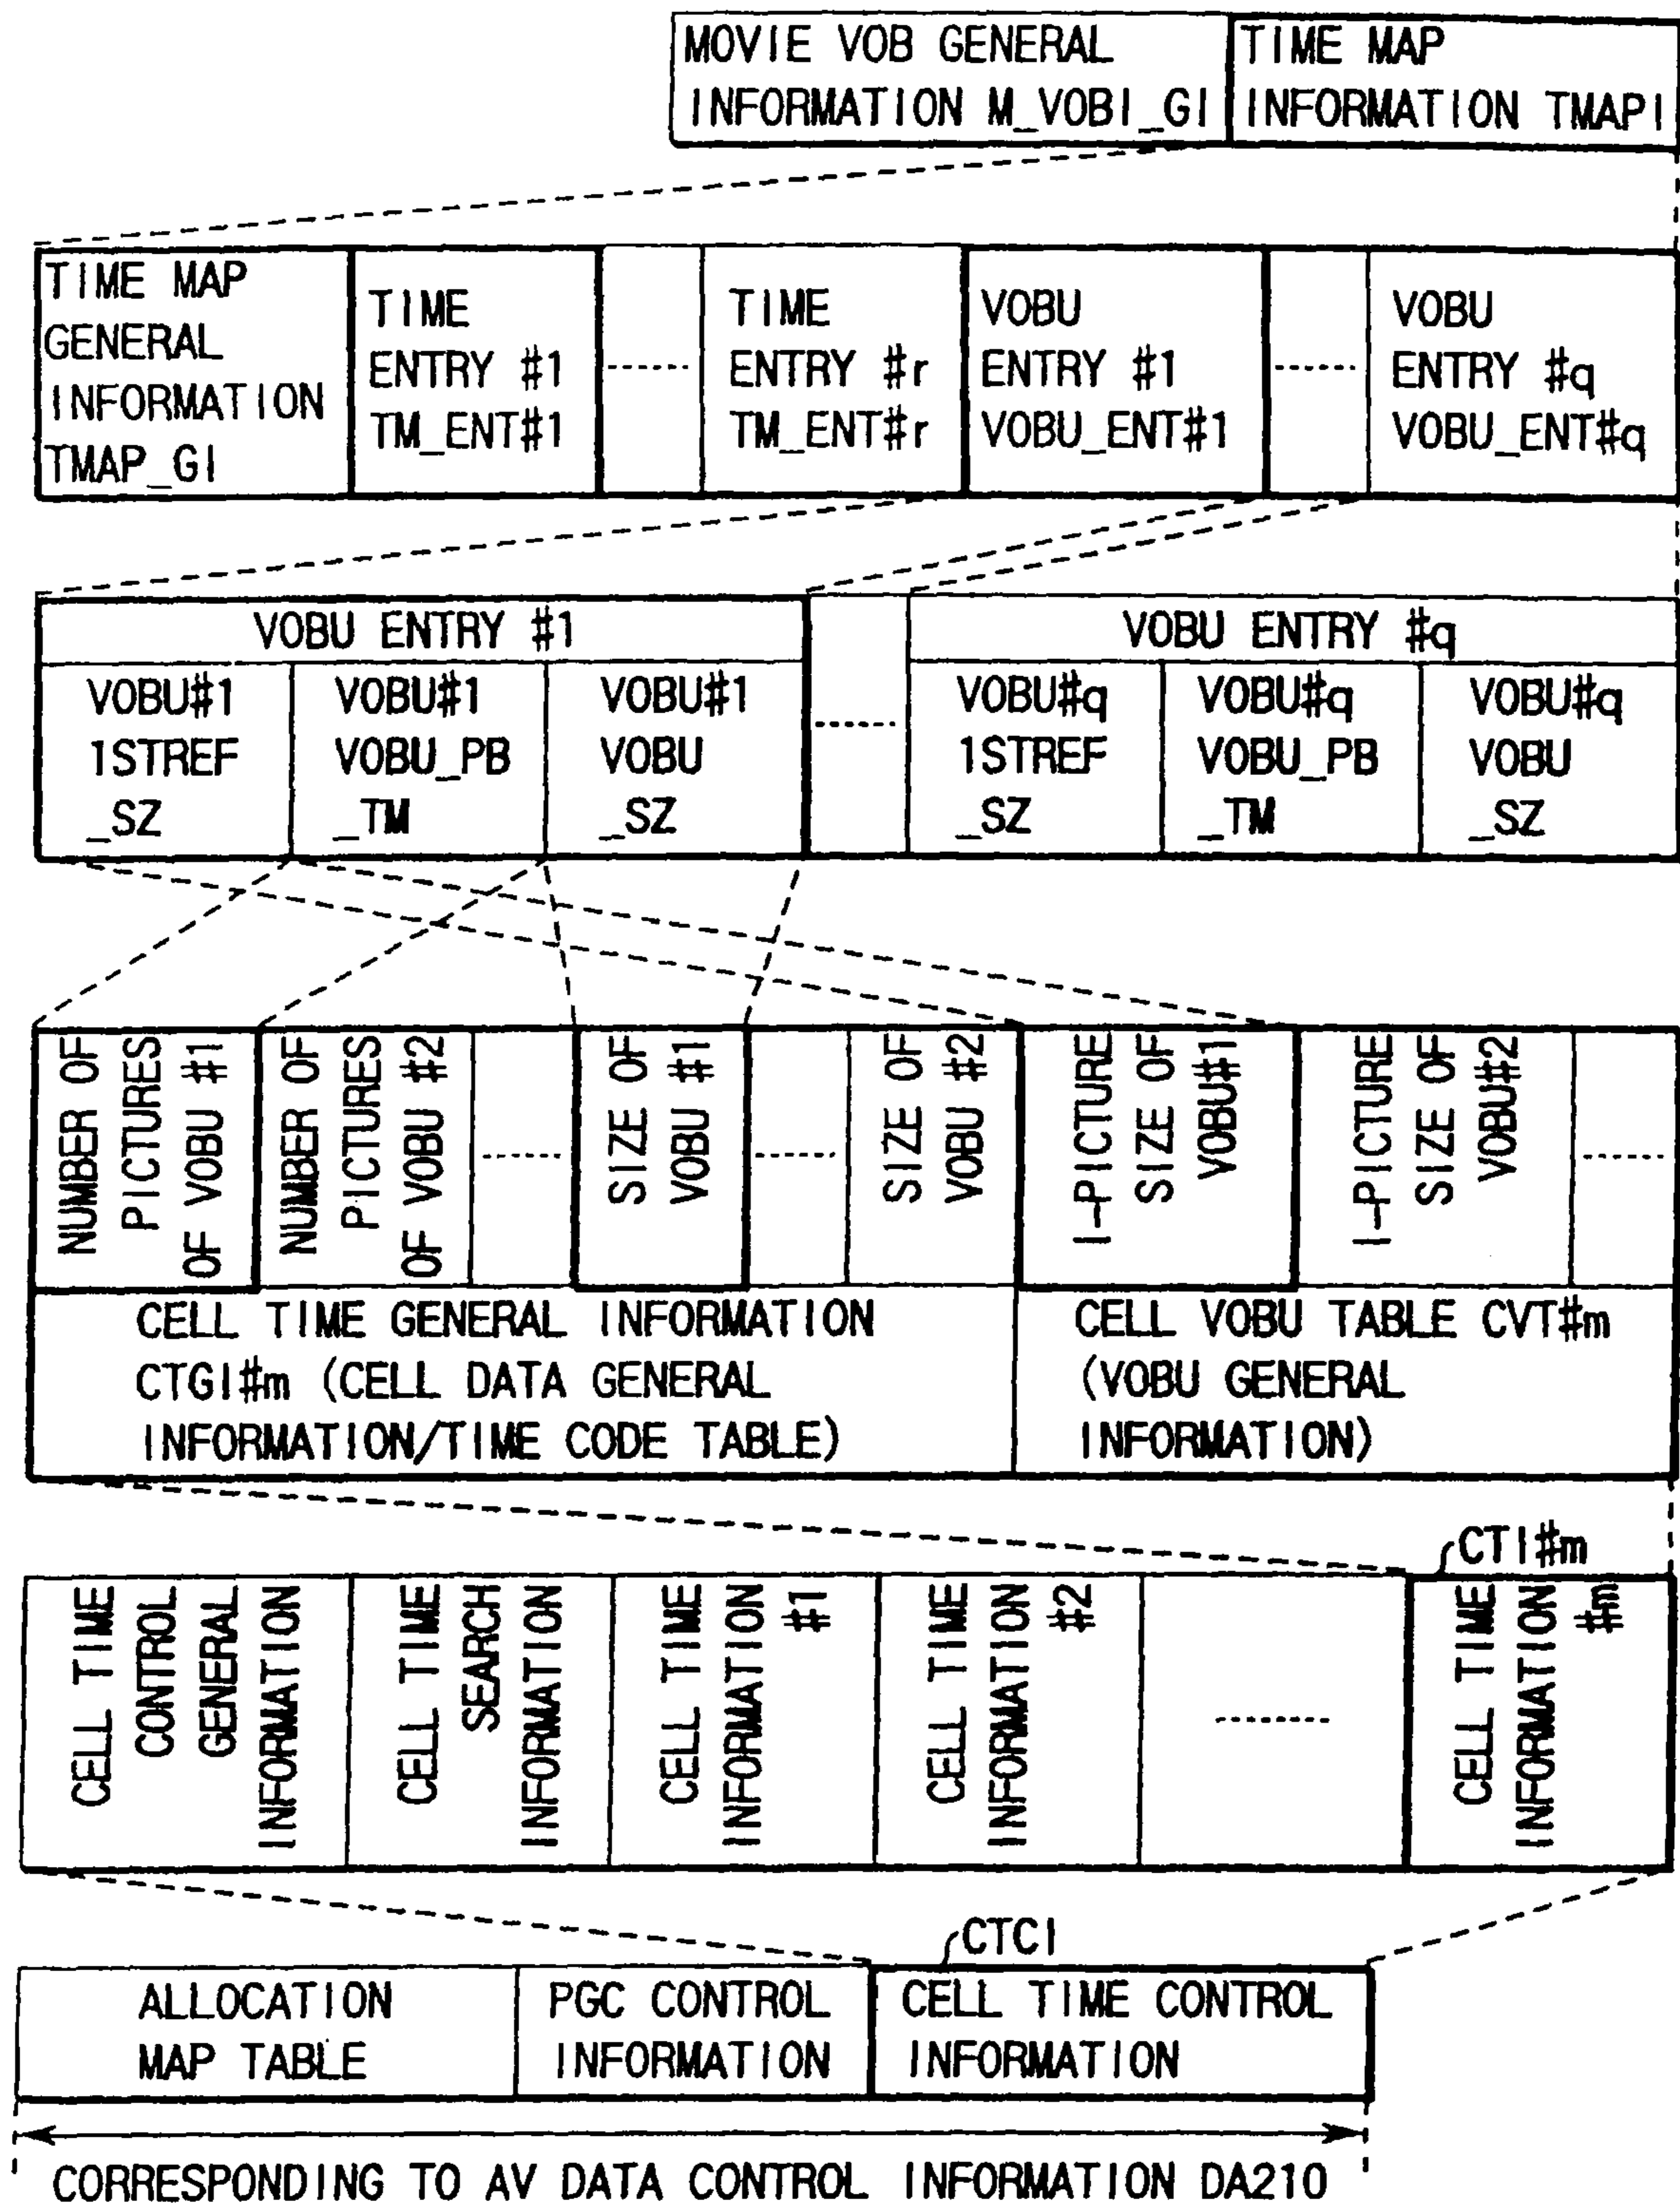 MOVIE VOB GENERAL
INFORMATION M_VOBI_GI
TIME MAP
INFORMATION TMAPI
TIME MAP
GENERAL
INFORMATION
TMAP_GI
TIME
ENTRY #1
TM_ENT#1
TIME
ENTRY #r
TM_ENT#r
VOBU
ENTRY #1
VOBU_ENT#1
VOBU
ENTRY #q
VOBU_ENT#q
VOBU ENTRY #1
VOBU#1
1STREF
_SZ
VOBU#1
VOBU_PB
_TM
VOBU#1
VOBU
_SZ
VOBU ENTRY #q
VOBU#q
1STREF
_SZ
VOBU#q
VOBU_PB
_TM
VOBU#q
VOBU
_SZ
NUMBER OF
PICTURES
OF VOBU #1
NUMBER OF
PICTURES
OF VOBU #2
SIZE OF
VOBU #1
SIZE OF
VOBU #2
I-PICTURE
SIZE OF
VOBU#1
I-PICTURE
SIZE OF
VOBU#2
CELL TIME GENERAL INFORMATION
CTGI#m (CELL DATA GENERAL
INFORMATION/TIME CODE TABLE)
CELL VOBU TABLE CVT#m
(VOBU GENERAL
INFORMATION)
CTI#m
CELL TIME
CONTROL
GENERAL
INFORMATION
CELL TIME
SEARCH
INFORMATION
CELL TIME
INFORMATION
#1
CELL TIME
INFORMATION
#2
CELL TIME
INFORMATION
#m
CTCI
ALLOCATION
MAP TABLE
PGC CONTROL
INFORMATION
CELL TIME CONTROL
INFORMATION
CORRESPONDING TO AV DATA CONTROL INFORMATION DA210